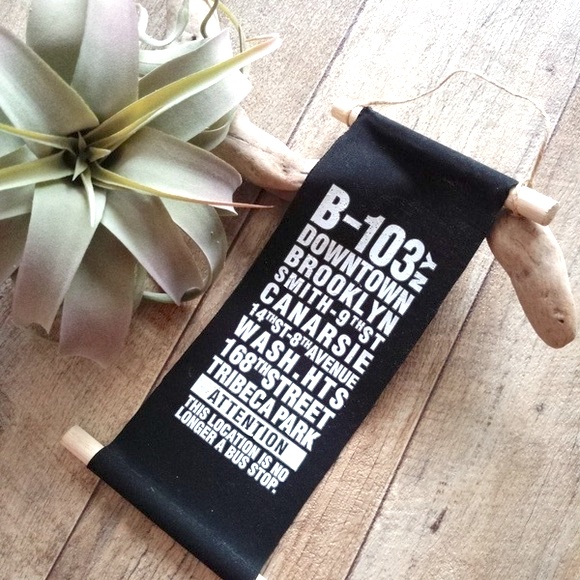 B-103 NY
DOWNTOWN
BROOKLYN
SMITH-9THST
CANARSIE
14THST-8THAVENUE
WASH.HTS
168THSTREET
TRIBECA PARK
ATTENTION
THIS LOCATION IS NO
LONGER A BUS STOP.